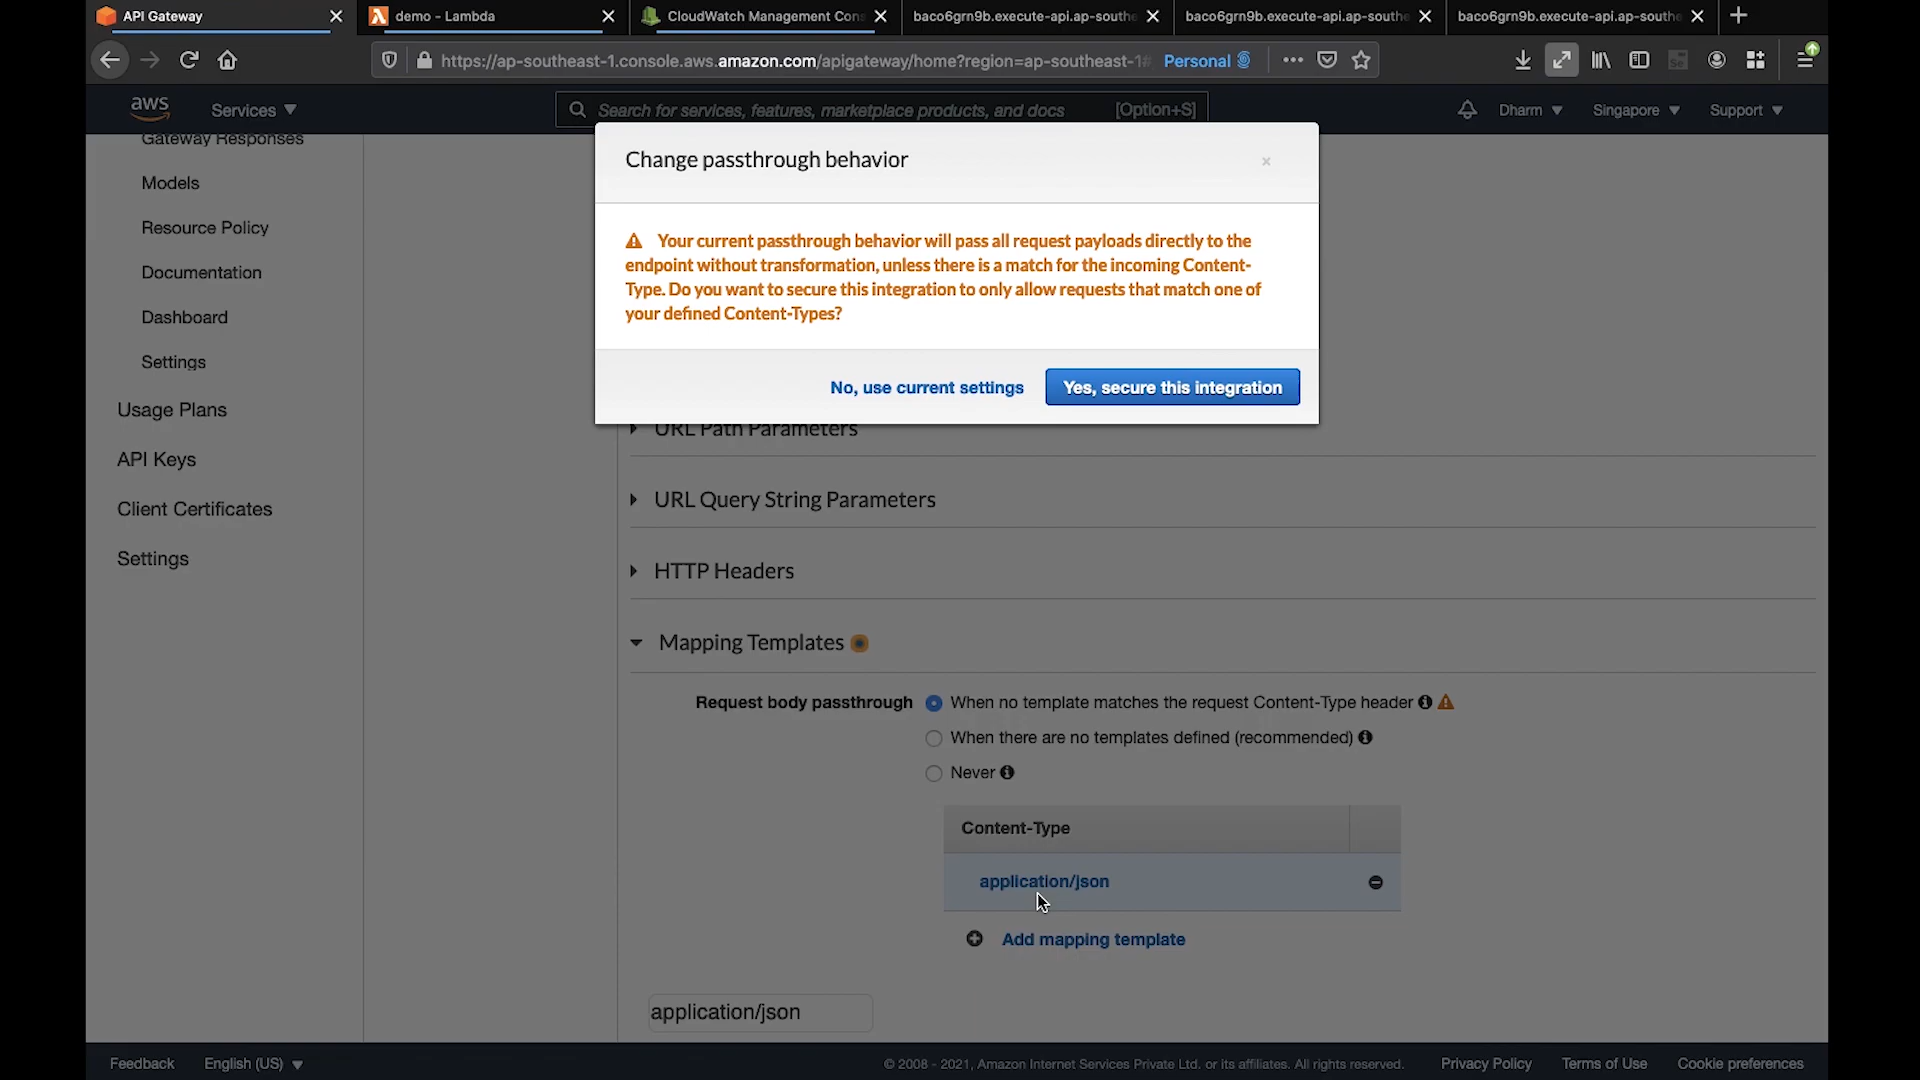 API Gateway
demo - Lambda
CloudWatch Management Cons
baco6grn9b.execute-api.ap-southe
baco6grn9b.execute-api.ap-southe
baco6grn9b.execute-api.ap-southe
https://ap-southeast-1.console.aws.amazon.com/apigateway/home?region=ap-southeast-1#
Personal
aws
Services
Search for services, features, marketplace products, and docs
[Option+S]
Dharm
Singapore
Support
Gateway Responses
Models
Resource Policy
Documentation
Dashboard
Settings
Usage Plans
API Keys
Client Certificates
Settings
Change passthrough behavior
Your current passthrough behavior will pass all request payloads directly to the
endpoint without transformation, unless there is a match for the incoming Content-
Type. Do you want to secure this integration to only allow requests that match one of
your defined Content-Types?
No, use current settings
Yes, secure this integration
URL Path Parameters
URL Query String Parameters
HTTP Headers
Mapping Templates
Request body passthrough
When no template matches the request Content-Type header
When there are no templates defined (recommended)
Never
Content-Type
application/json
Add mapping template
application/json
Feedback
English (US)
© 2008 - 2021, Amazon Internet Services Private Ltd. or its affiliates. All rights reserved.
Privacy Policy
Terms of Use
Cookie preferences